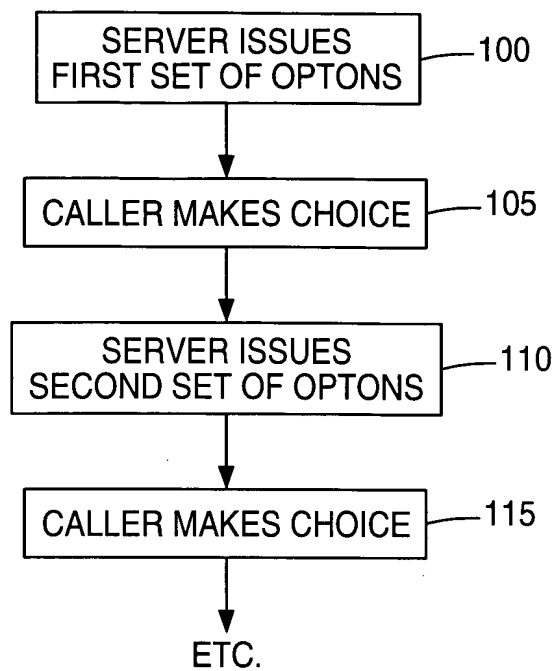 SERVER ISSUES
FIRST SET OF OPTONS
100
CALLER MAKES CHOICE
105
SERVER ISSUES
SECOND SET OF OPTONS
110
CALLER MAKES CHOICE
115
ETC.